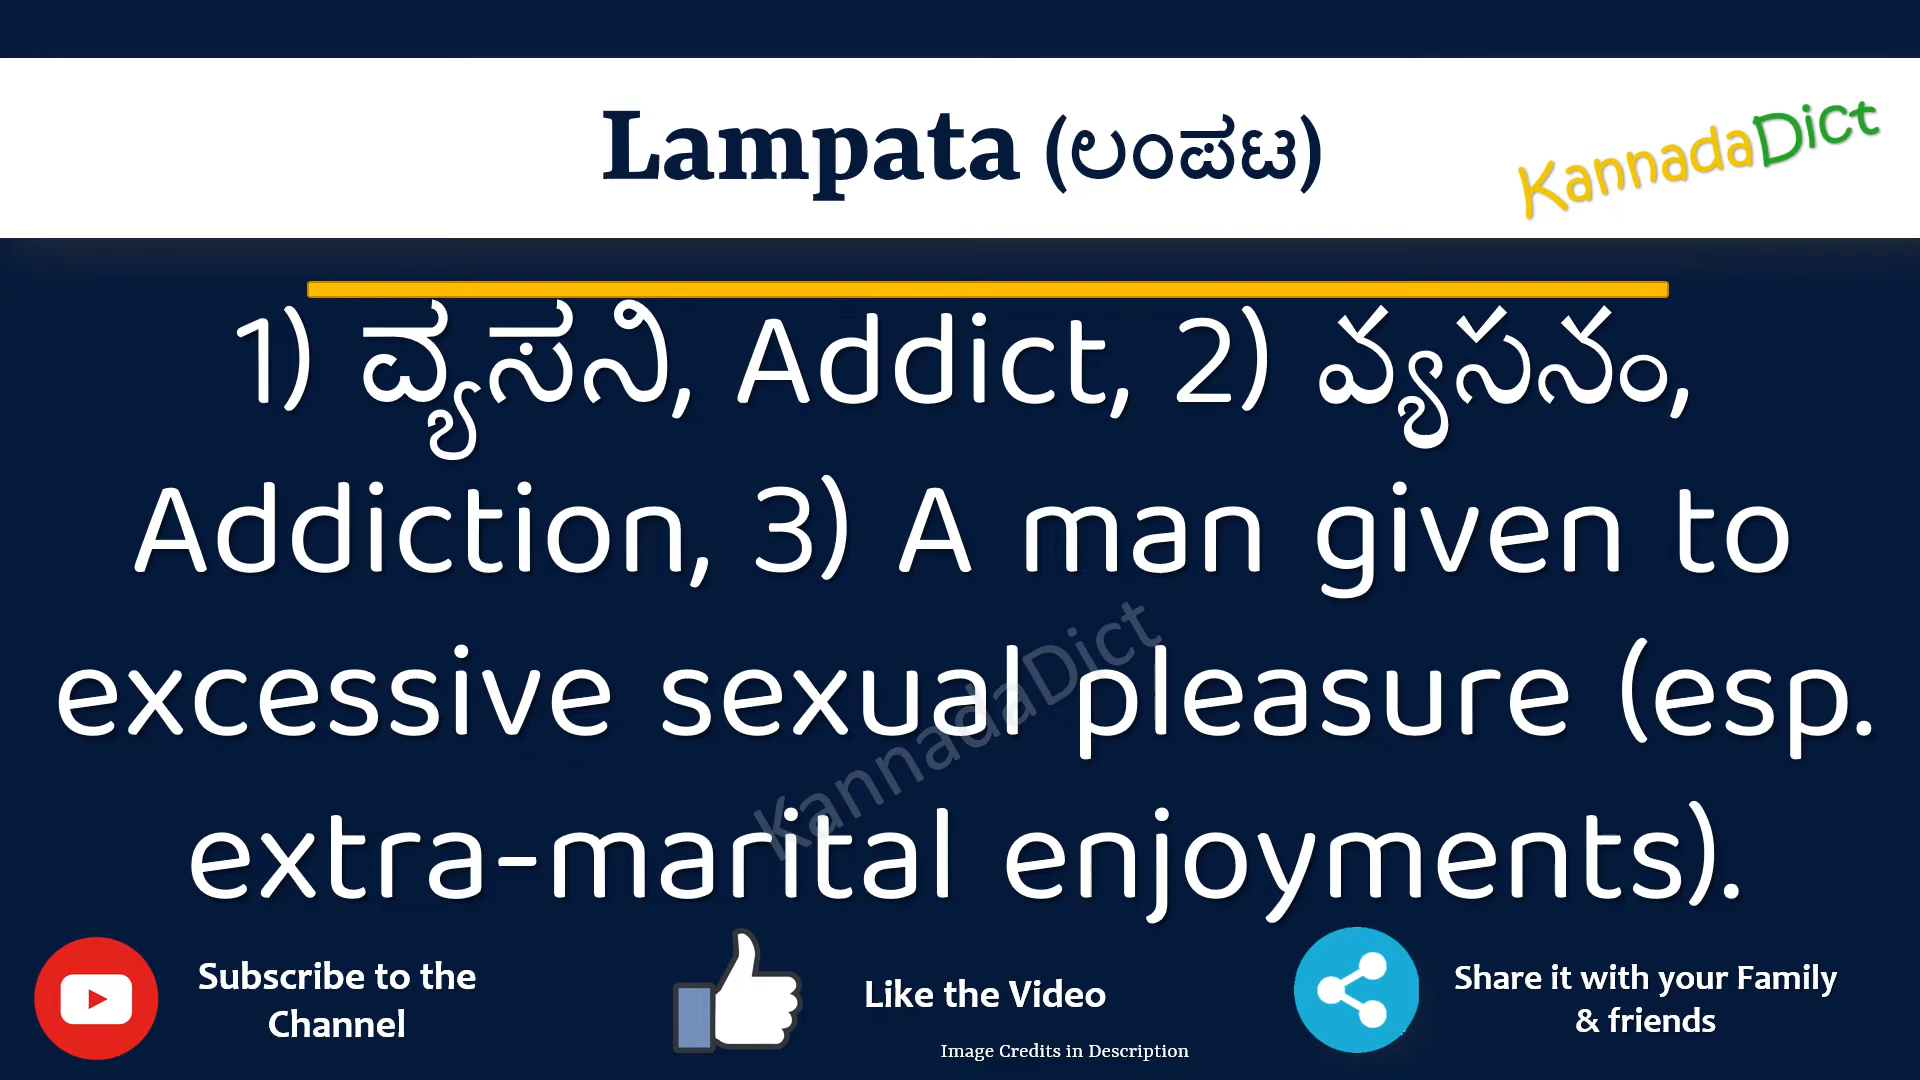 Lampata (ಲಂಪಟ)
KannadaDict
1) ವ್ಯಸನಿ, Addict, 2) వ్యసనం,
Addiction, 3) A man given to
excessive sexual pleasure (esp.
extra-marital enjoyments).
KannadaDict
Subscribe to the
Channel
Like the Video
Share it with your Family
& friends
Image Credits in Description